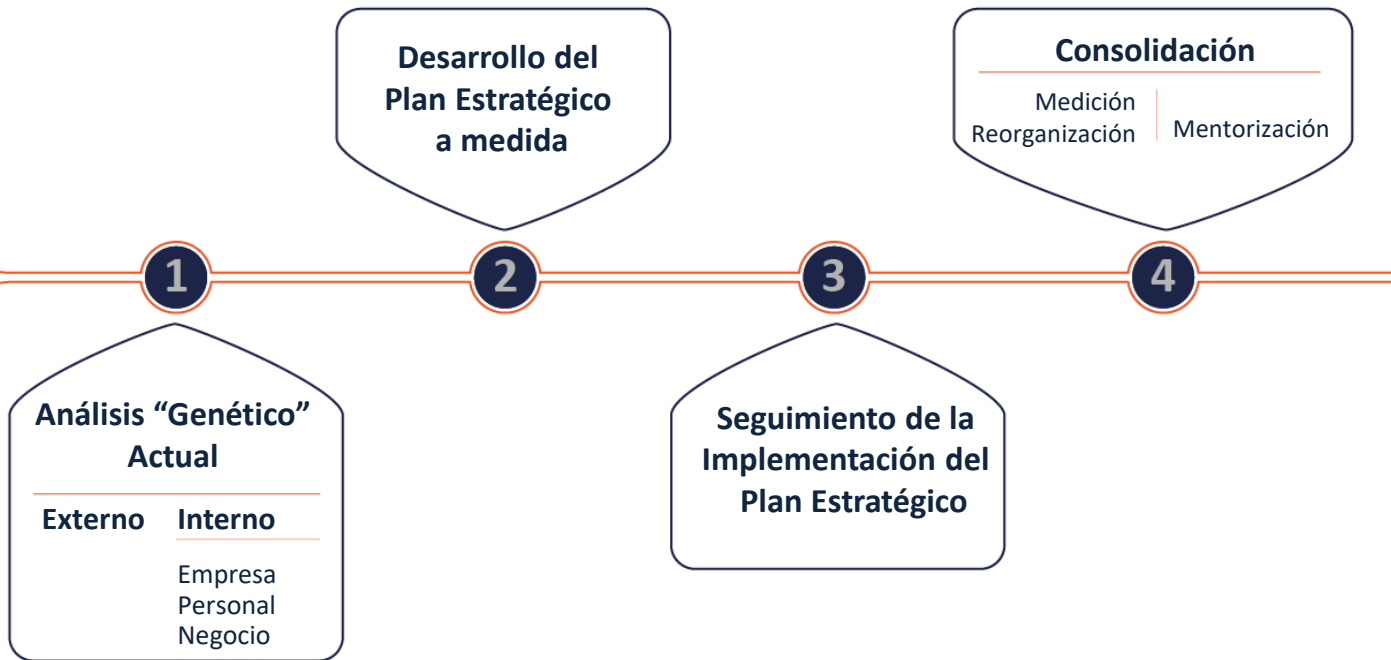 1
Análisis “Genético”
Actual
Externo
Interno
Empresa
Personal
Negocio
2
Desarrollo del
Plan Estratégico
a medida
3
Seguimiento de la
Implementación del
Plan Estratégico
4
Consolidación
Medición
Reorganización
Mentorización